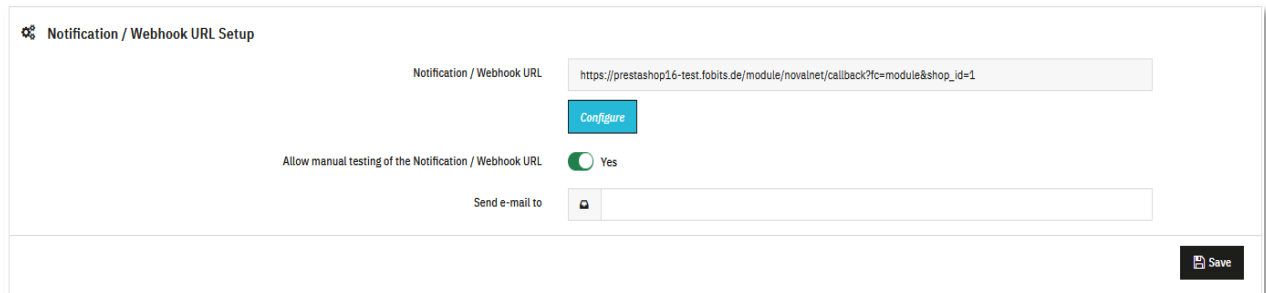 Notification / Webhook URL Setup
Notification / Webhook URL
https://prestashop16-test.fobits.de/module/novalnet/callback?fc=module&shop_id=1
Configure
Allow manual testing of the Notification / Webhook URL
Yes
Send e-mail to
Save